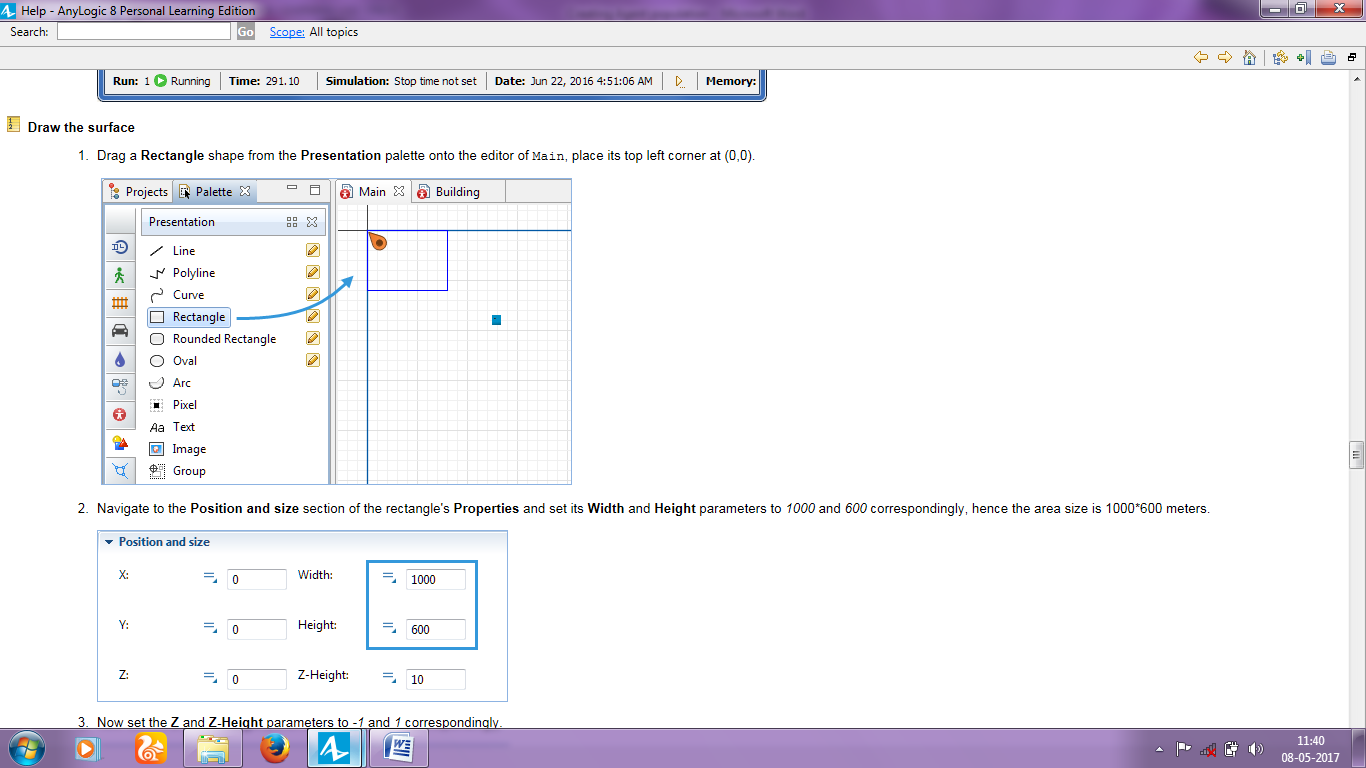 Help - AnyLogic 8 Personal Learning Edition
Search: Go Scope: All topics
Run: 1 Running Time: 291.10 Simulation: Stop time not set Date: Jun 22, 2016 4:51:06 AM Memory:
Draw the surface
1. Drag a Rectangle shape from the Presentation palette onto the editor of Main, place its top left corner at (0,0).
Projects Palette Main Building
Presentation
Line
Polyline
Curve
Rectangle
Rounded Rectangle
Oval
Arc
Pixel
Aa Text
Image
Group
2. Navigate to the Position and size section of the rectangle's Properties and set its Width and Height parameters to 1000 and 600 correspondingly, hence the area size is 1000*600 meters.
Position and size
X: 0 Width: 1000
Y: 0 Height: 600
Z: 0 Z-Height: 10
3. Now set the Z and Z-Height parameters to -1 and 1 correspondingly.
11:40
08-05-2017